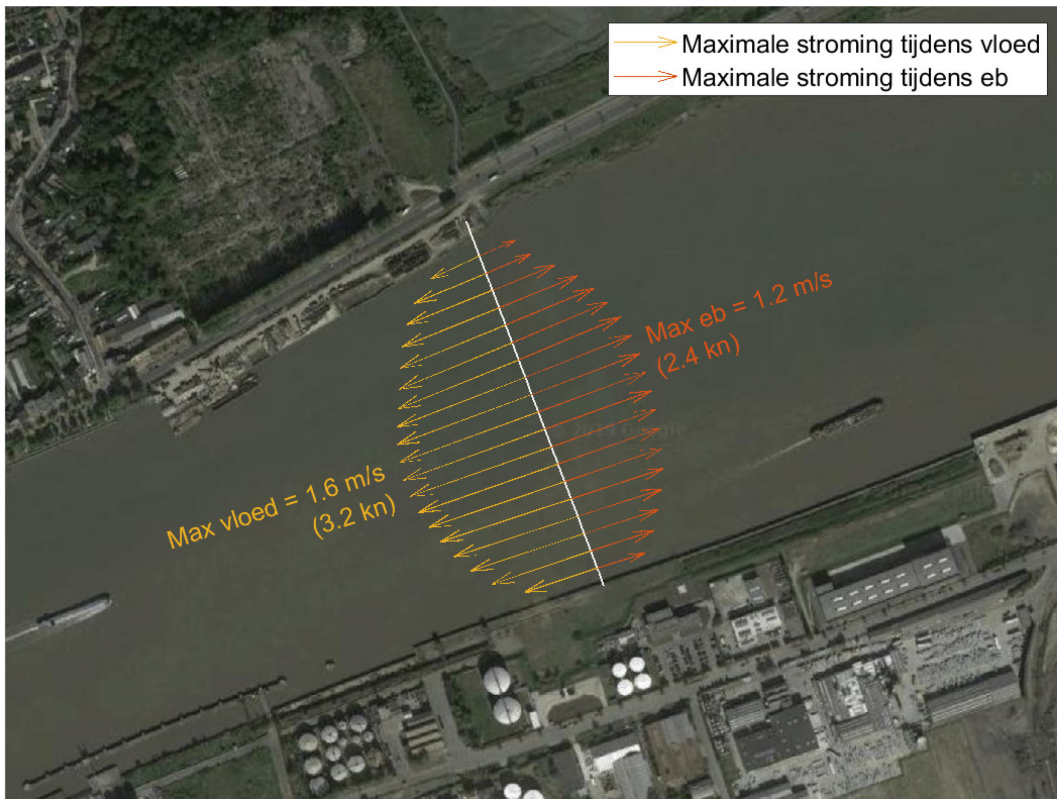 Maximale stroming tijdens vloed
Maximale stroming tijdens eb
Max eb = 1.2 m/s
(2.4 kn)
Max vloed = 1.6 m/s
(3.2 kn)